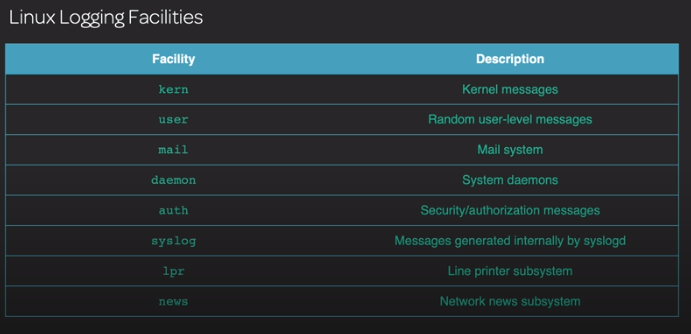 Linux Logging Facilities
Facility Description
kern Kernel messages
user Random user-level messages
mail Mail system
daemon System daemons
auth Security/authorization messages
syslog Messages generated internally by syslogd
lpr Line printer subsystem
news Network news subsystem